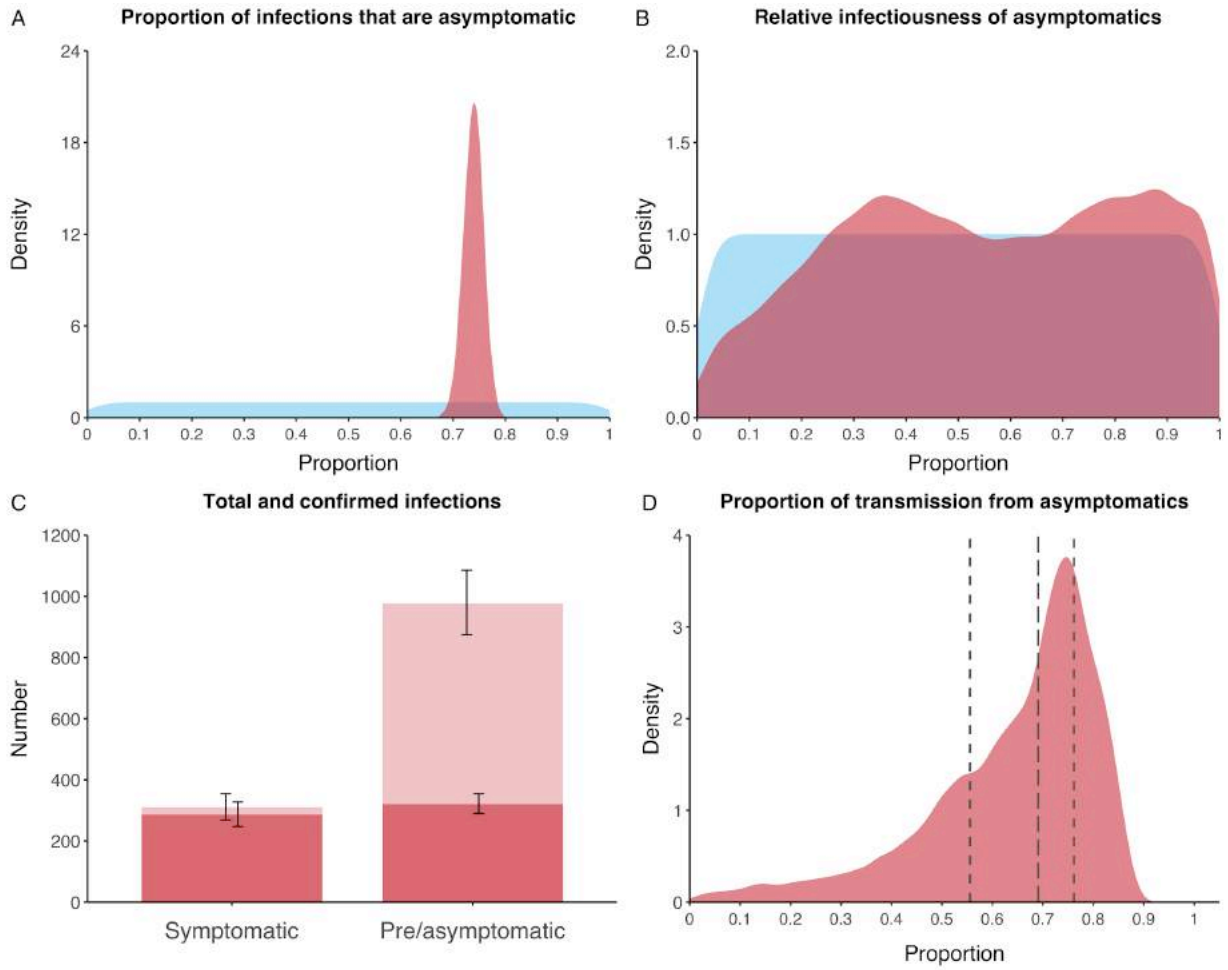 A Proportion of infections that are asymptomatic
24
18
12
6
0
Density
0 0.1 0.2 0.3 0.4 0.5 0.6 0.7 0.8 0.9 1
Proportion
B Relative infectiousness of asymptomatics
2.0
1.5
1.0
0.5
0.0
Density
0 0.1 0.2 0.3 0.4 0.5 0.6 0.7 0.8 0.9 1
Proportion
C Total and confirmed infections
1200
1000
800
600
400
200
0
Number
Symptomatic Pre/asymptomatic
D Proportion of transmission from asymptomatics
4
3
2
1
0
Density
0 0.1 0.2 0.3 0.4 0.5 0.6 0.7 0.8 0.9 1
Proportion